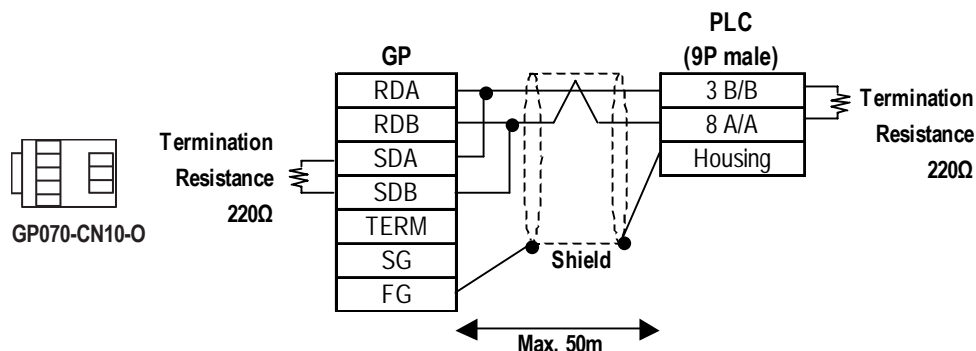 GP070-CN10-O
Termination
Resistance
220Ω
GP
RDA
RDB
SDA
SDB
TERM
SG
FG
Shield
Max. 50m
PLC
(9P male)
3 B/B
8 A/A
Housing
Termination
Resistance
220Ω